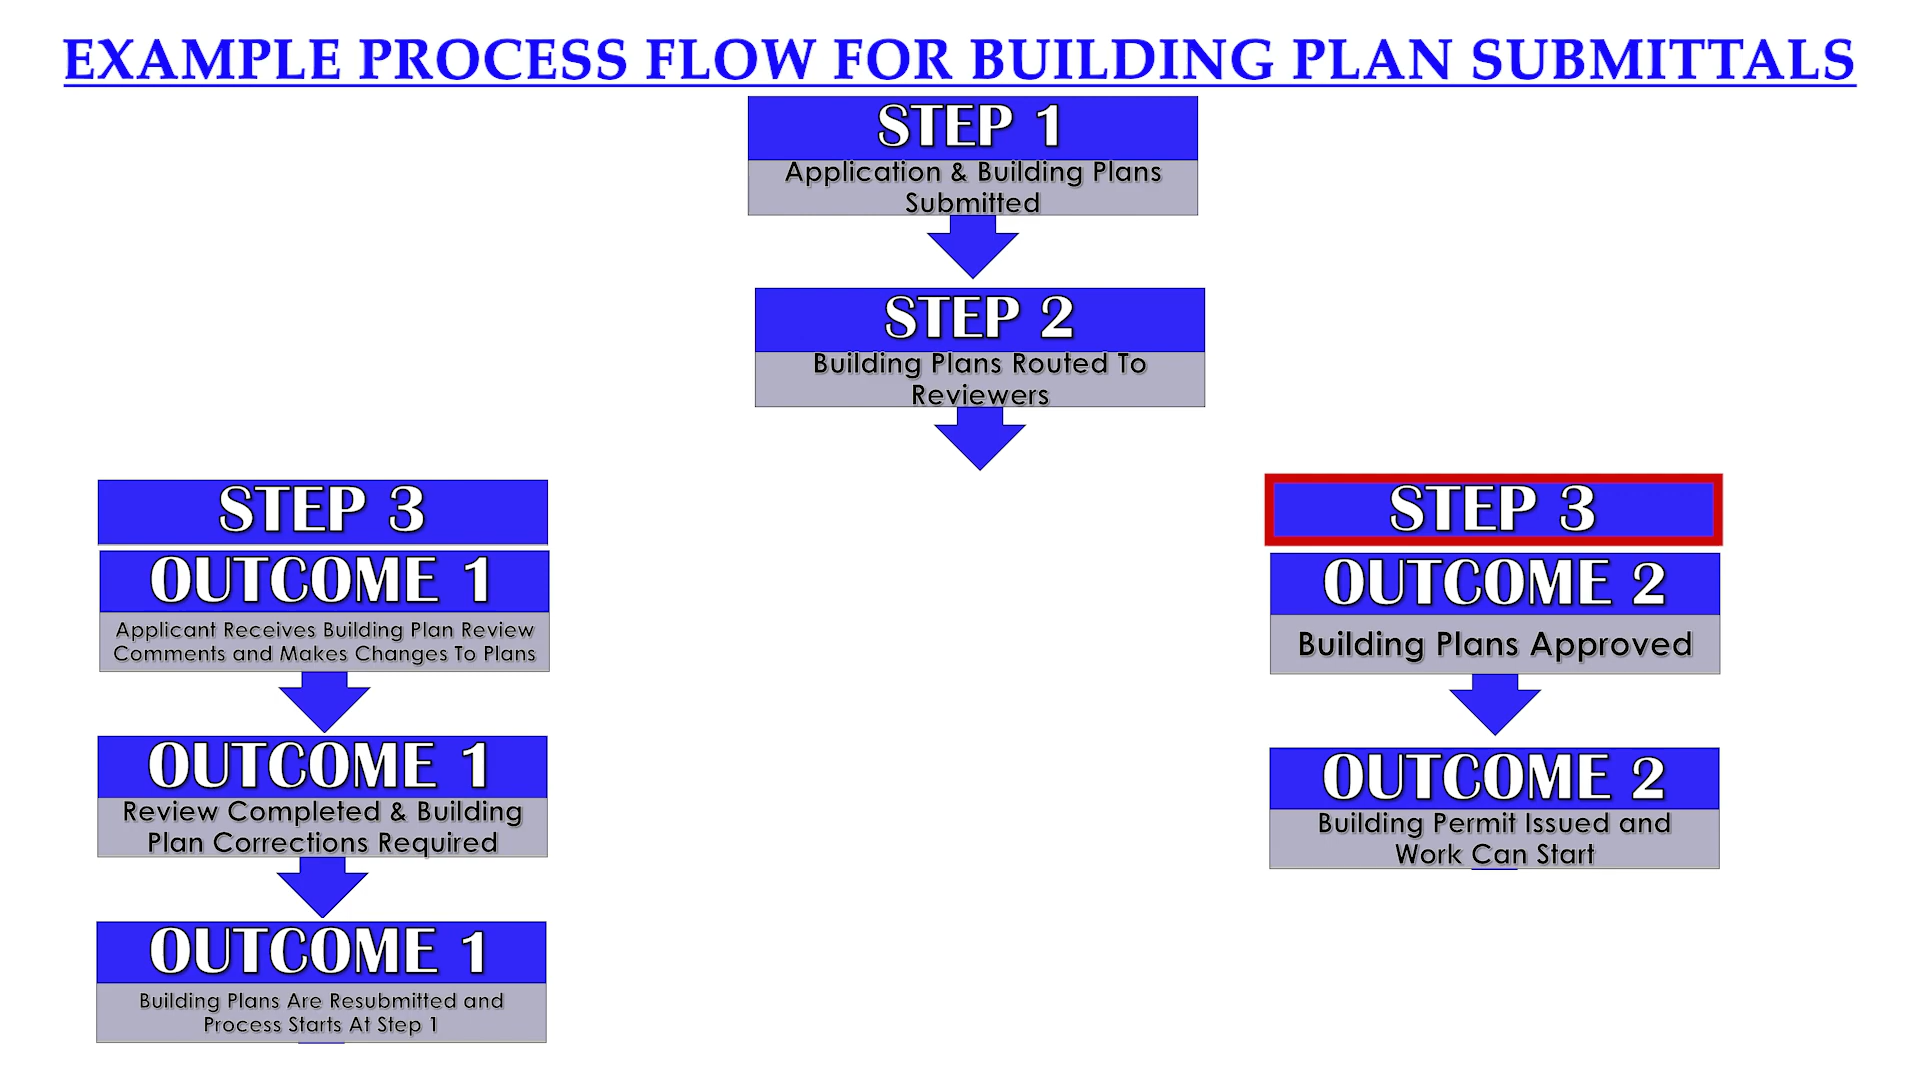 EXAMPLE PROCESS FLOW FOR BUILDING PLAN SUBMITTALS
STEP 1
Application & Building Plans
Submitted
STEP 2
Building Plans Routed To
Reviewers
STEP 3
OUTCOME 1
Applicant Receives Building Plan Review
Comments and Makes Changes To Plans
OUTCOME 1
Review Completed & Building
Plan Corrections Required
OUTCOME 1
Building Plans Are Resubmitted and
Process Starts At Step 1
STEP 3
OUTCOME 2
Building Plans Approved
OUTCOME 2
Building Permit Issued and
Work Can Start